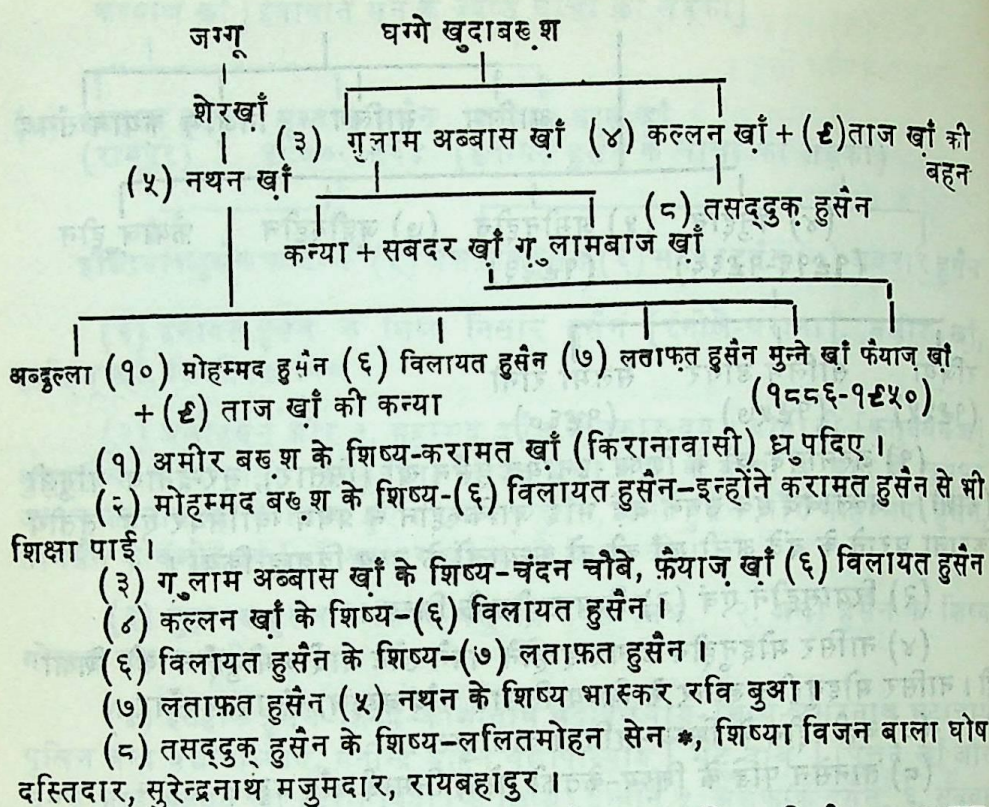 जग्गू घग्गे खुदाबख़्श
शेरखाँ
(३) ग़ुलाम अब्बास ख़ाँ (४) कल्लन ख़ाँ + (९) ताज ख़ाँ की
बहन
(५) नथन ख़ाँ
(८) तसद्दुक़ हुसैन
कन्या + सबदर ख़ाँ ग़ुलामबाज ख़ाँ
अब्दुल्ला (१०) मोहम्मद हुसैन (६) विलायत हुसैन (७) लताफ़त हुसैन मुन्ने खाँ फैयाज़ ख़ाँ
+ (९) ताज ख़ाँ की कन्या (१८८६-१९५०)
(१) अमीर बख़्श के शिष्य-करामत ख़ाँ (किरानावासी) ध्रुपदिए ।
(२) मोहम्मद बख़्श के शिष्य-(६) विलायत हुसैन-इन्होंने करामत हुसैन से भी
शिक्षा पाई ।
(३) ग़ुलाम अब्बास ख़ाँ के शिष्य-चंदन चौबे, फ़ैयाज़ ख़ाँ (६) विलायत हुसैन
(४) कल्लन ख़ाँ के शिष्य-(६) विलायत हुसैन ।
(६) विलायत हुसैन के शिष्य-(७) लताफ़त हुसैन ।
(७) लताफ़त हुसैन (५) नथन के शिष्य भास्कर रवि बुआ ।
(८) तसद्दुक़ हुसैन के शिष्य-ललितमोहन सेन *, शिष्या विजन बाला घोष
दस्तिदार, सुरेन्द्रनाथ मजुमदार, रायबहादुर ।